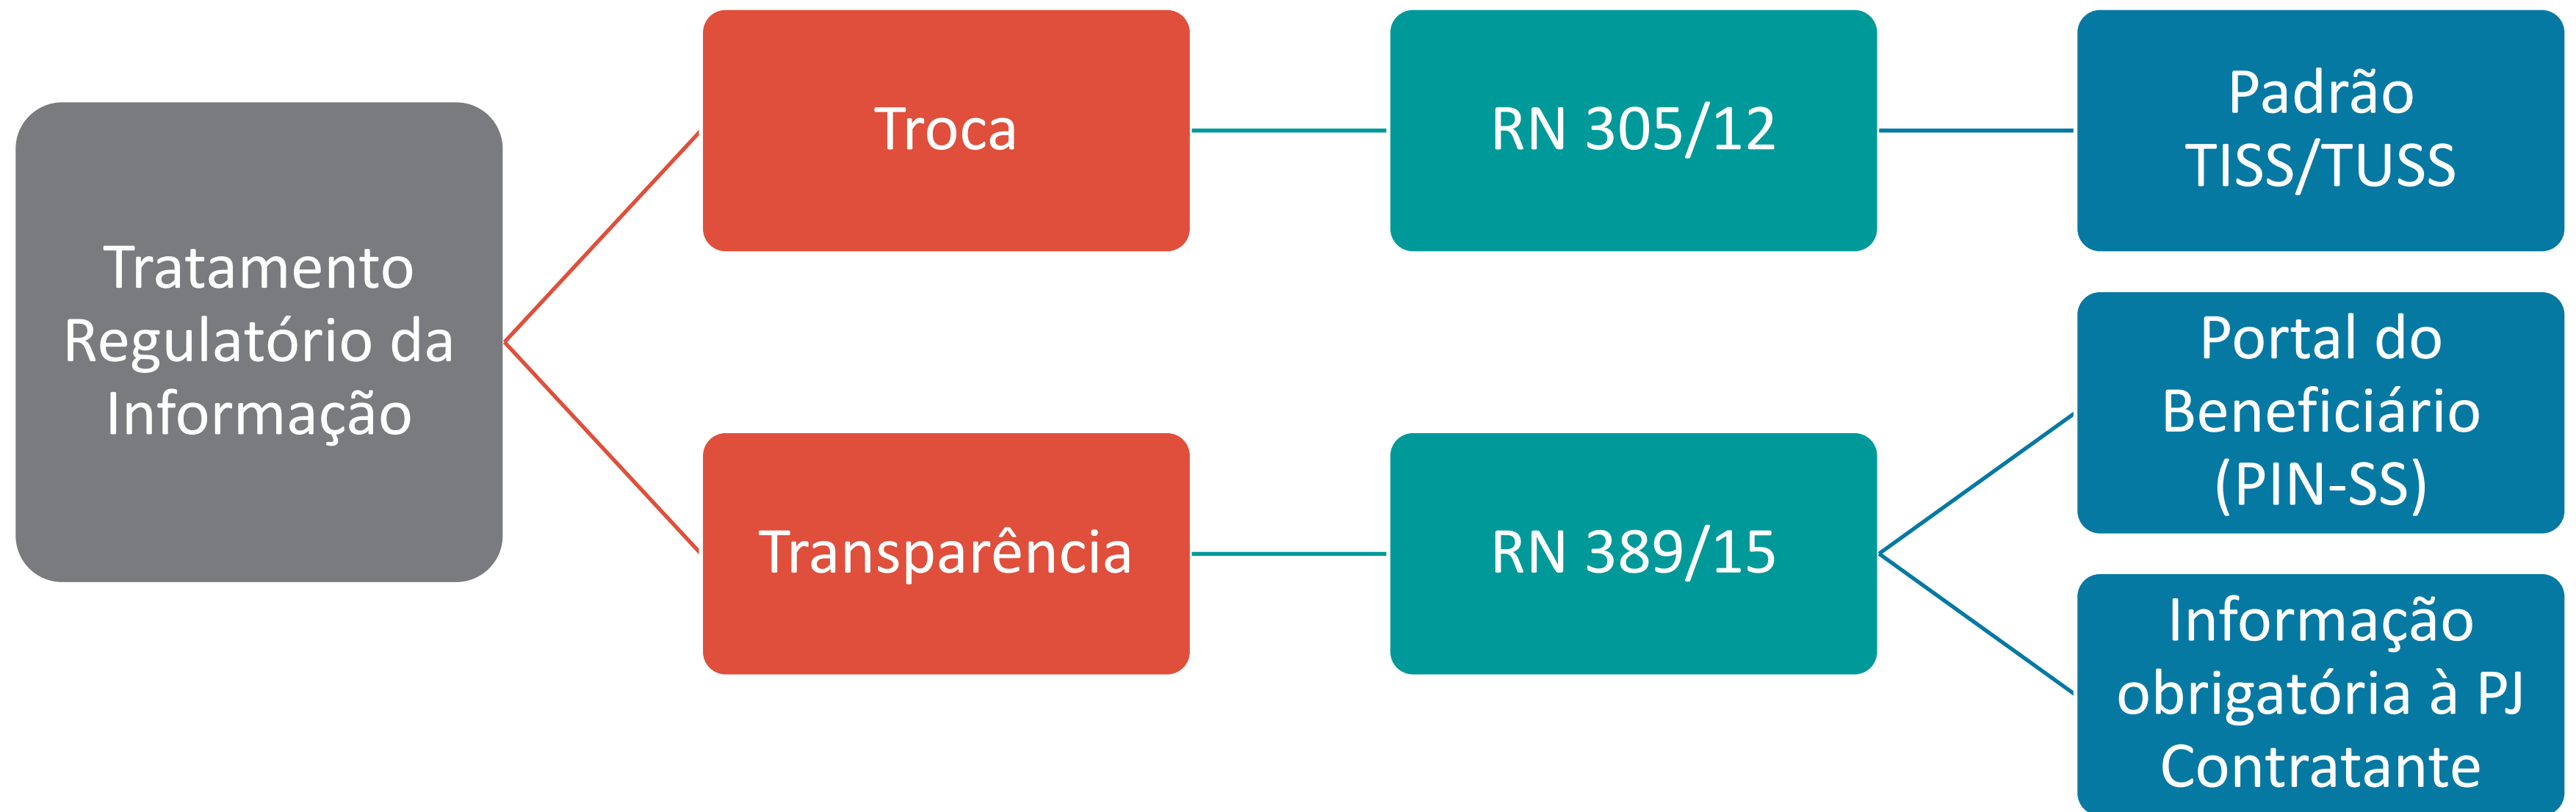 Tratamento
Regulatório da
Informação
Troca
RN 305/12
Padrão
TISS/TUSS
Transparência
RN 389/15
Portal do
Beneficiário
(PIN-SS)
Informação
obrigatória à PJ
Contratante